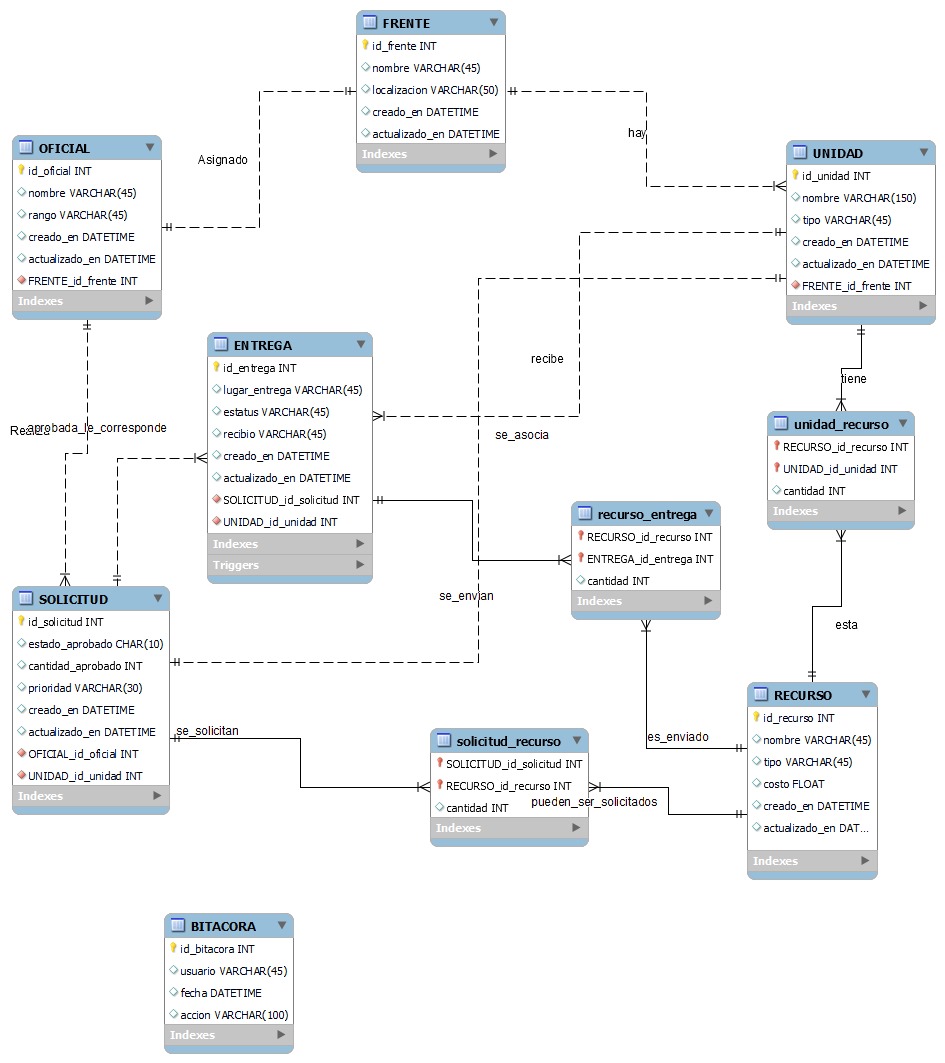 FRENTE
id_frente INT
nombre VARCHAR(45)
localizacion VARCHAR(50)
creado_en DATETIME
actualizado_en DATETIME
Indexes
Asignado
hay
OFICIAL
id_oficial INT
nombre VARCHAR(45)
rango VARCHAR(45)
creado_en DATETIME
actualizado_en DATETIME
FRENTE_id_frente INT
Indexes
UNIDAD
id_unidad INT
nombre VARCHAR(150)
tipo VARCHAR(45)
creado_en DATETIME
actualizado_en DATETIME
FRENTE_id_frente INT
Indexes
ENTREGA
id_entrega INT
lugar_entrega VARCHAR(45)
estatus VARCHAR(45)
recibio VARCHAR(45)
creado_en DATETIME
actualizado_en DATETIME
SOLICITUD_id_solicitud INT
UNIDAD_id_unidad INT
Indexes
Triggers
recibe
tiene
aprobada_le_corresponde
se_asocia
unidad_recurso
RECURSO_id_recurso INT
UNIDAD_id_unidad INT
cantidad INT
Indexes
recurso_entrega
RECURSO_id_recurso INT
ENTREGA_id_entrega INT
cantidad INT
Indexes
se_envian
esta
SOLICITUD
id_solicitud INT
estado_aprobado CHAR(10)
cantidad_aprobado INT
prioridad VARCHAR(30)
creado_en DATETIME
actualizado_en DATETIME
OFICIAL_id_oficial INT
UNIDAD_id_unidad INT
Indexes
se_solicitan
es_enviado
RECURSO
id_recurso INT
nombre VARCHAR(45)
tipo VARCHAR(45)
costo FLOAT
creado_en DATETIME
actualizado_en DAT...
Indexes
solicitud_recurso
SOLICITUD_id_solicitud INT
RECURSO_id_recurso INT
cantidad INT
Indexes
pueden_ser_solicitados
BITACORA
id_bitacora INT
usuario VARCHAR(45)
fecha DATETIME
accion VARCHAR(100)
Indexes